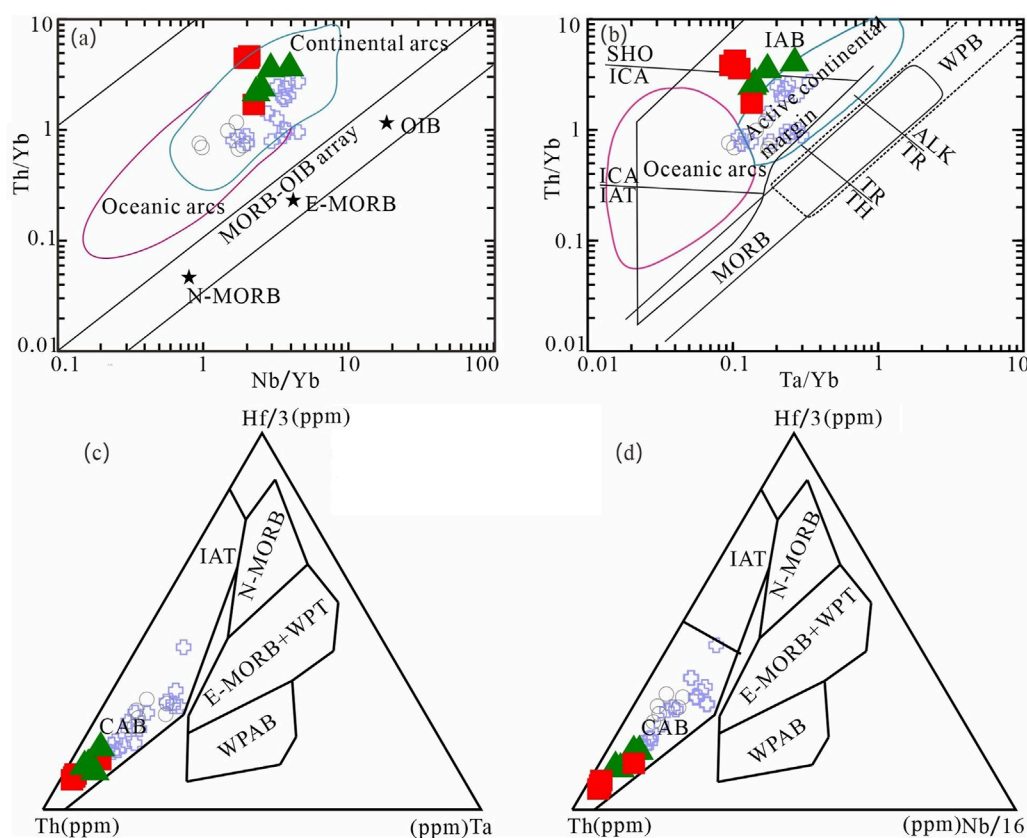 10
(a)
Continental arcs
Th/Yb
1
OIB
MORB-OIB array
Oceanic arcs
E-MORB
0.1
N-MORB
0.01
0.1
1
10
100
Nb/Yb
10
(b)
IAB
SHO
ICA
WPB
Active continental
margin
Th/Yb
1
ALK
TR
Oceanic arcs
ICA
IAT
TR
TH
0.1
MORB
0.01
0.01
0.1
1
10
Ta/Yb
Hf/3(ppm)
(c)
IAT
N-MORB
E-MORB+WPT
CAB
WPAB
Th(ppm)
(ppm)Ta
Hf/3(ppm)
(d)
IAT
N-MORB
E-MORB+WPT
CAB
WPAB
Th(ppm)
(ppm)Nb/16